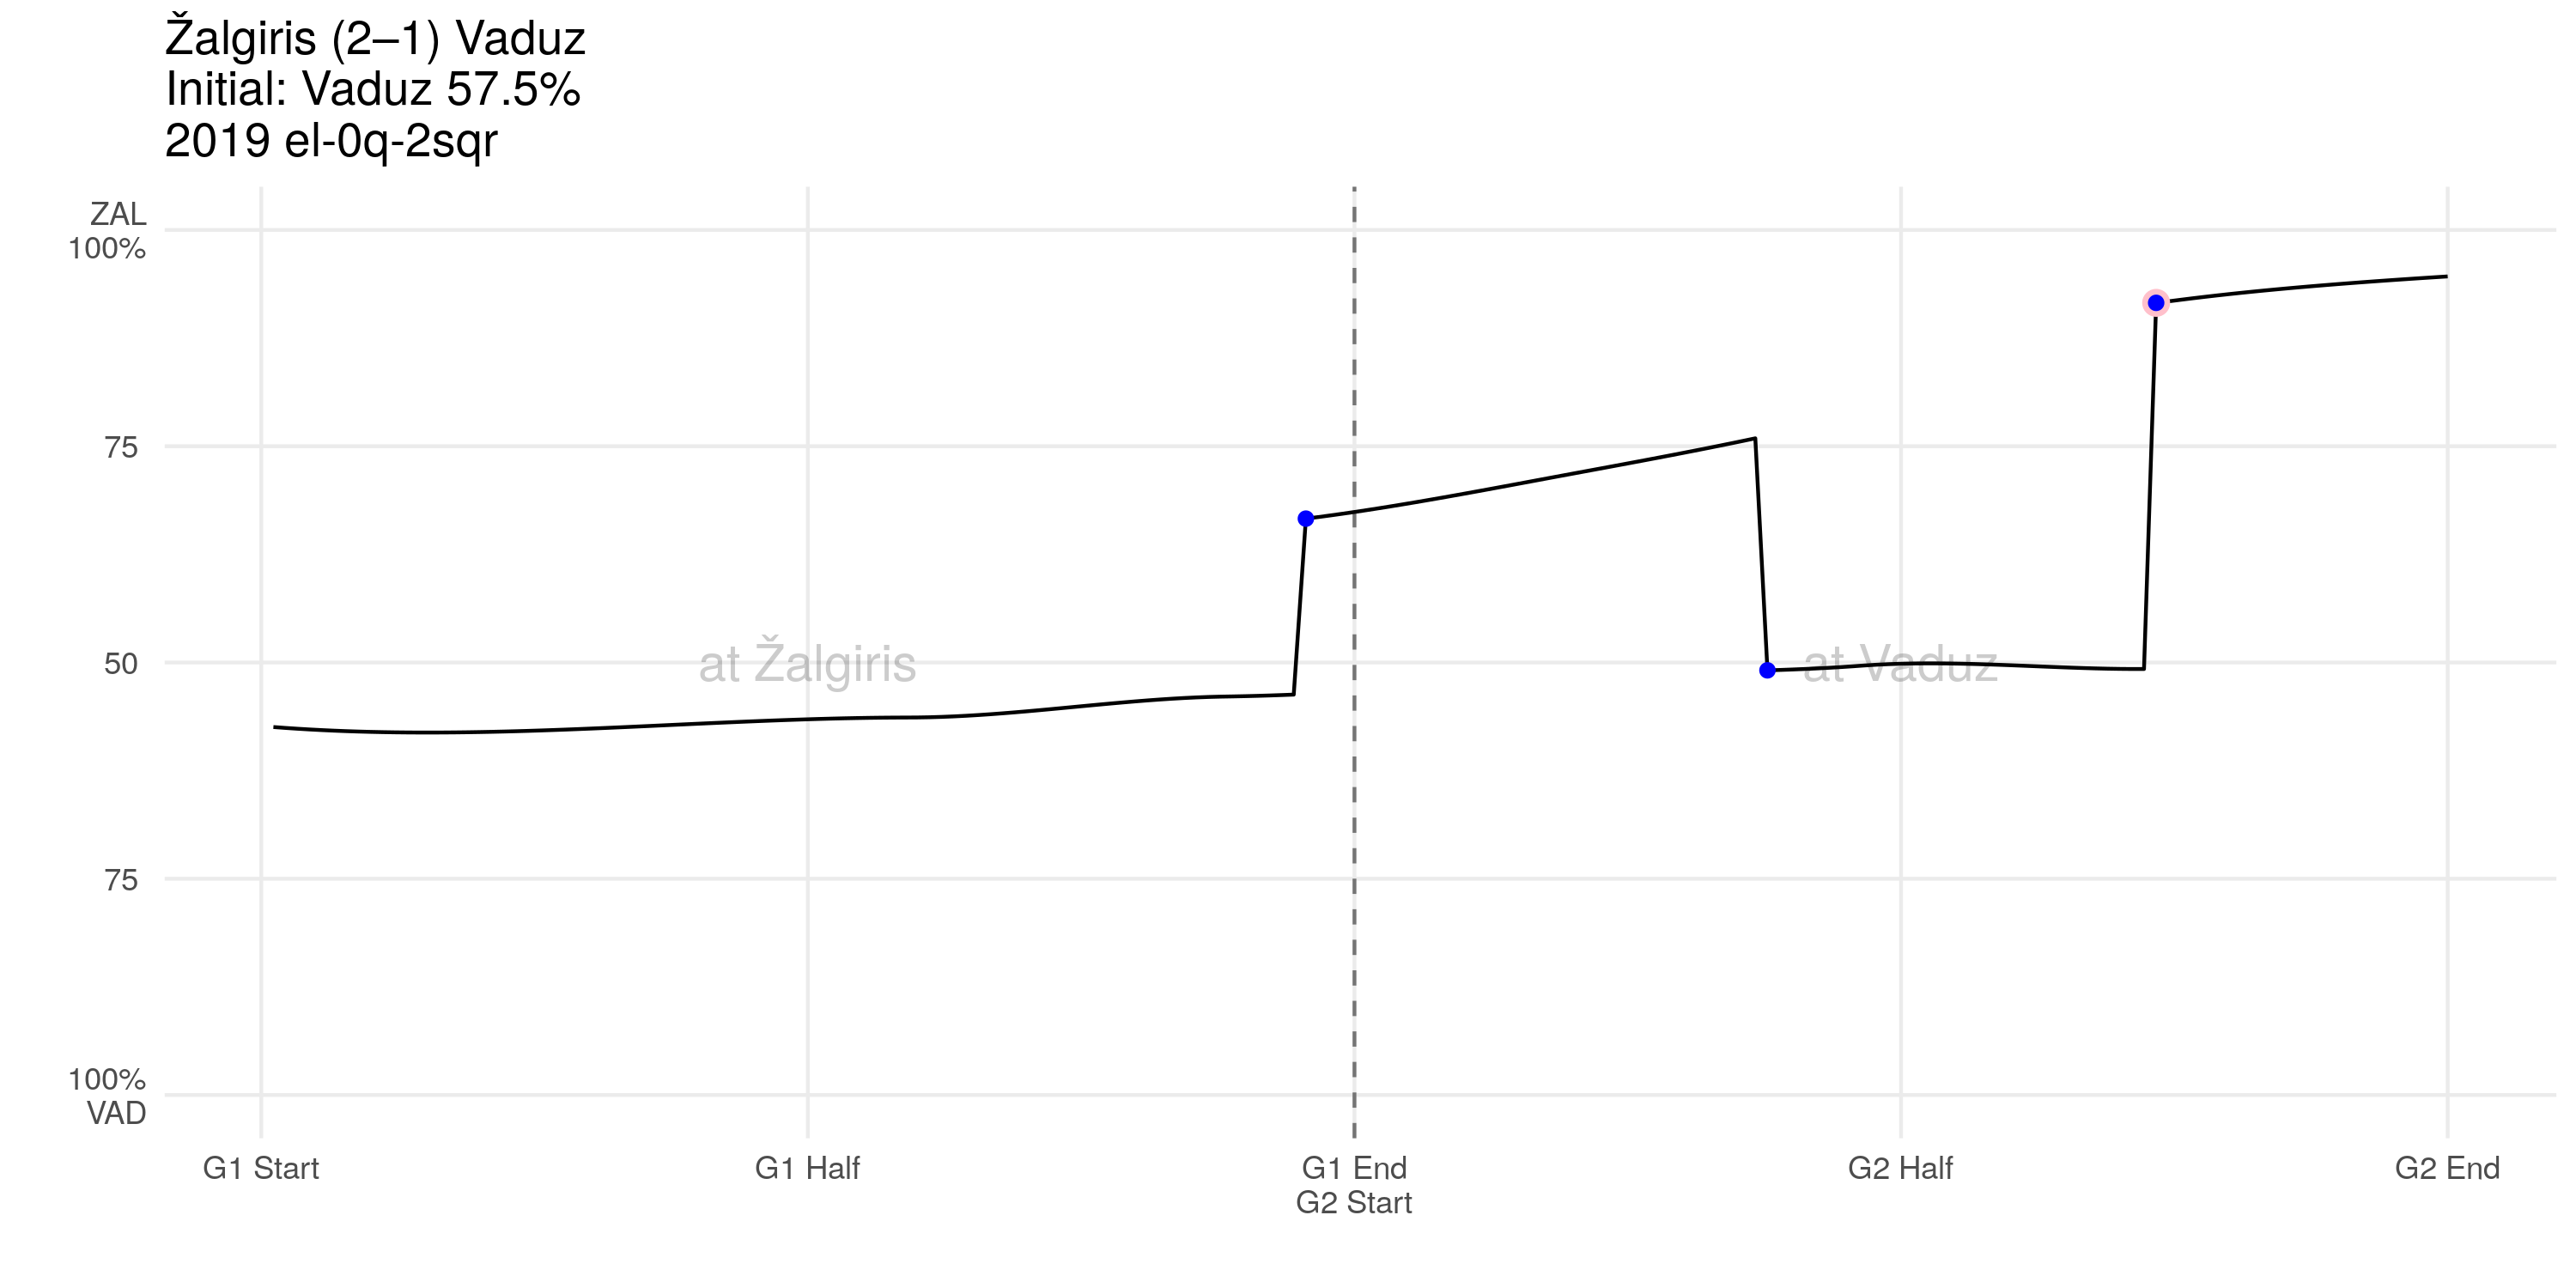 Žalgiris (2–1) Vaduz
Initial: Vaduz 57.5%
2019 el-0q-2sqr
ZAL
100%
75
50
75
100%
VAD
at Žalgiris
at Vaduz
G1 Start
G1 Half
G1 End
G2 Start
G2 Half
G2 End